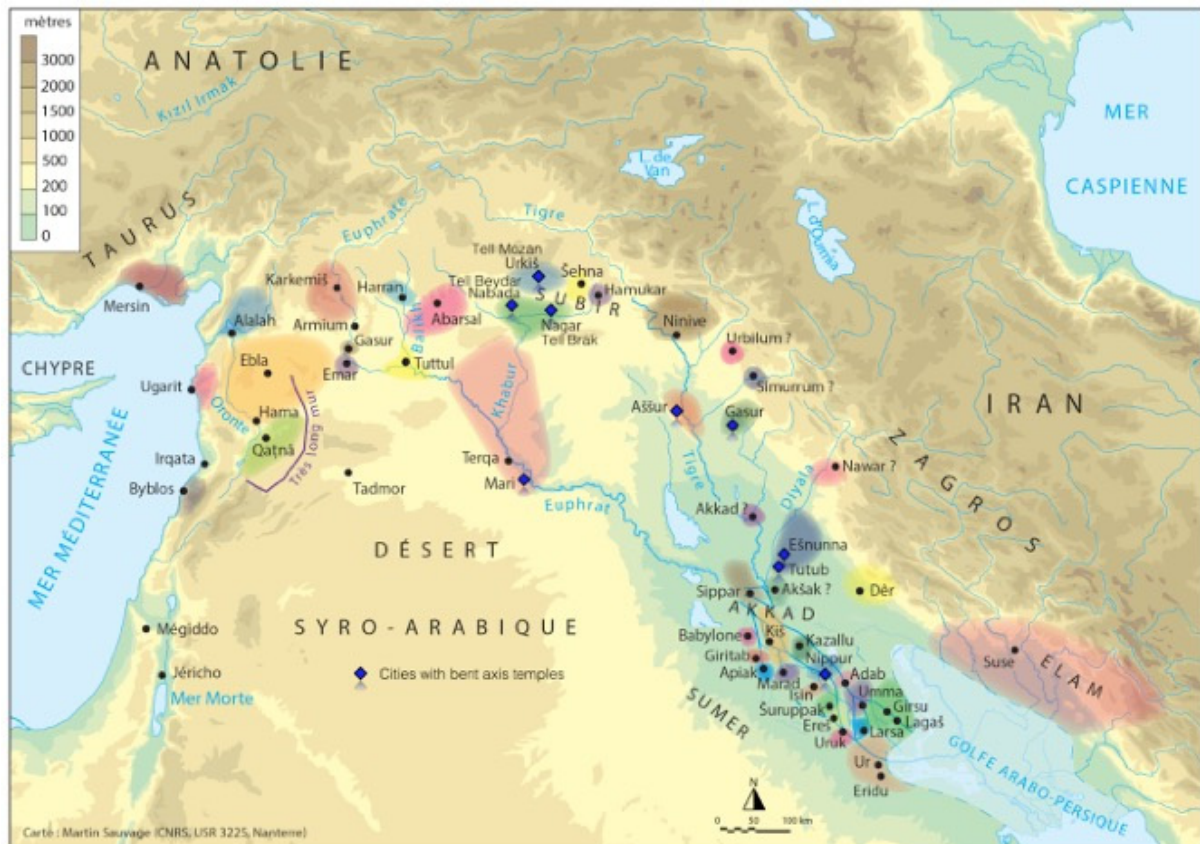 mètres
3000
2000
1500
1000
500
200
100
0
ANATOLIE
Kızıl Irmak
TAURUS
MER
CASPIENNE
L. de
Van
L.
d'Ourmia
Tigre
Euphrate
Tell Mozan
Urkiš
Šehna
Karkemiš
Harran
Tell Beydar
Nabada
SUBIR
Hamukar
Mersin
Abarsal
Balikh
Nagar
Tell Brak
Ninive
Alalah
Armium
Gasur
Urbilum ?
CHYPRE
Ebla
Emar
Tuttul
Simurrum ?
Ugarit
Khabur
IRAN
Oronte
Hama
Très long mur
Aššur
Gasur
Qaṭnā
ZAGROS
Irqata
Terqa
Tigre
Nawar ?
Byblos
Tadmor
Mari
Diyala
Euphrat
Akkad ?
MER MÉDITERRANÉE
DÉSERT
Ešnunna
Tutub
Sippar
Akšak ?
Dêr
AKKAD
Mégiddo
SYRO-ARABIQUE
Babylone
Kiš
Kazallu
Giritab
Nippur
Suse
ELAM
Jéricho
Cities with bent axis temples
Apiak
Marad
Adab
Mer Morte
Isin
Umma
SUMER
Šuruppak
Girsu
Ereš
Lagaš
Uruk
Larsa
GOLFE ARABO-PERSIQUE
Ur
Eridu
N
0 50 100 km
Carte : Martin Sauvage (CNRS, USR 3225, Nanterre)